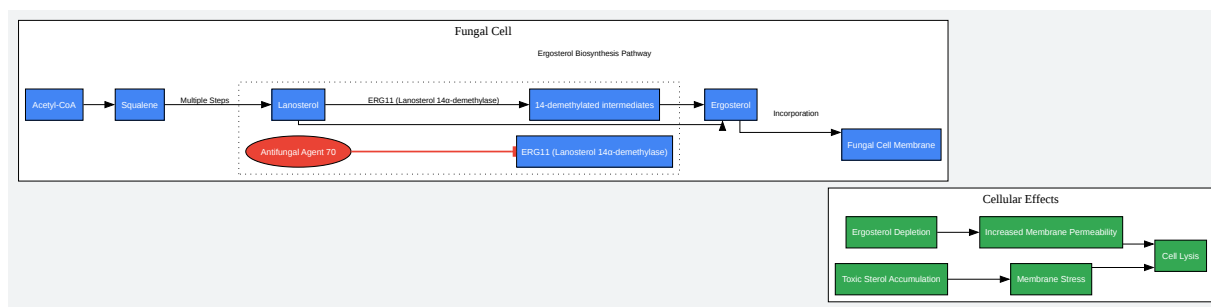 Fungal Cell
Ergosterol Biosynthesis Pathway
Acetyl-CoA
Squalene
Multiple Steps
Lanosterol
ERG11 (Lanosterol 14α-demethylase)
14-demethylated intermediates
Ergosterol
Incorporation
Antifungal Agent 70
ERG11 (Lanosterol 14α-demethylase)
Fungal Cell Membrane
Cellular Effects
Ergosterol Depletion
Increased Membrane Permeability
Cell Lysis
Toxic Sterol Accumulation
Membrane Stress